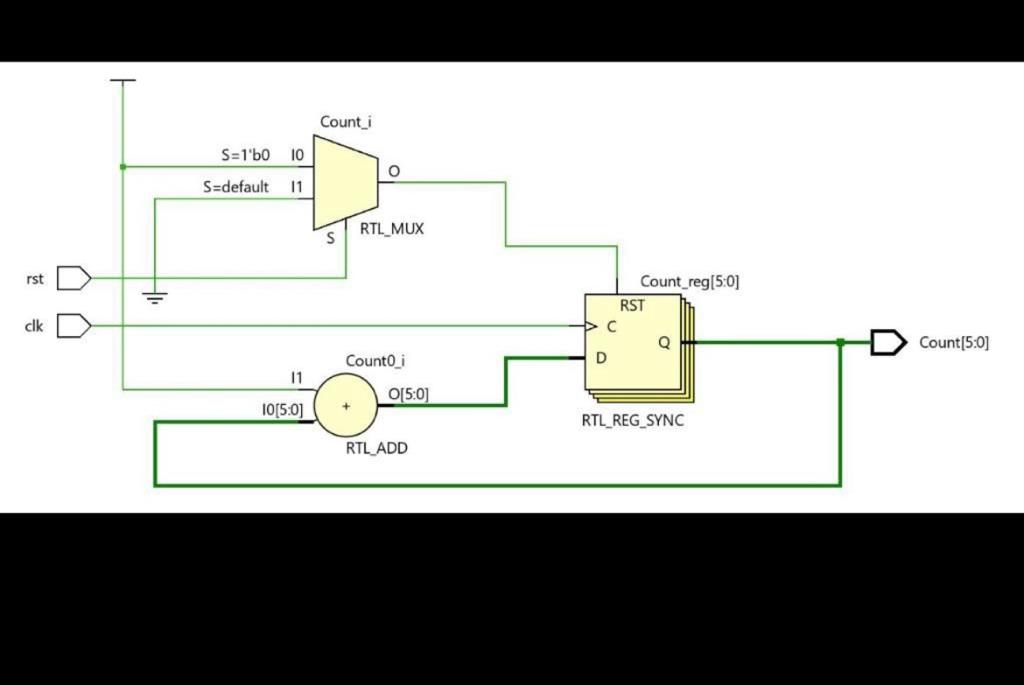 Count_i
S=1'b0 I0
O
S=default I1
RTL_MUX
S
rst
Count_reg[5:0]
RST
clk
C
Q
Count[5:0]
D
Count0_i
I1
+
O[5:0]
I0[5:0]
RTL_REG_SYNC
RTL_ADD